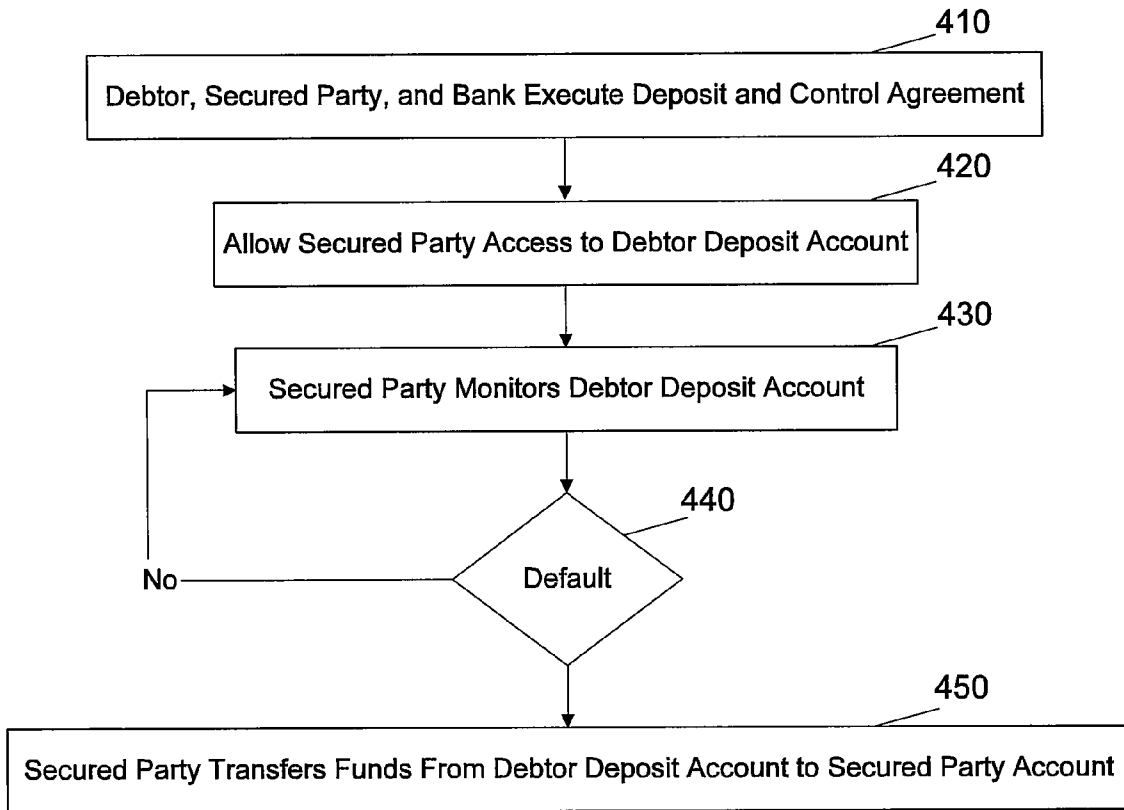 410
Debtor, Secured Party, and Bank Execute Deposit and Control Agreement
420
Allow Secured Party Access to Debtor Deposit Account
430
Secured Party Monitors Debtor Deposit Account
440
Default
No
450
Secured Party Transfers Funds From Debtor Deposit Account to Secured Party Account